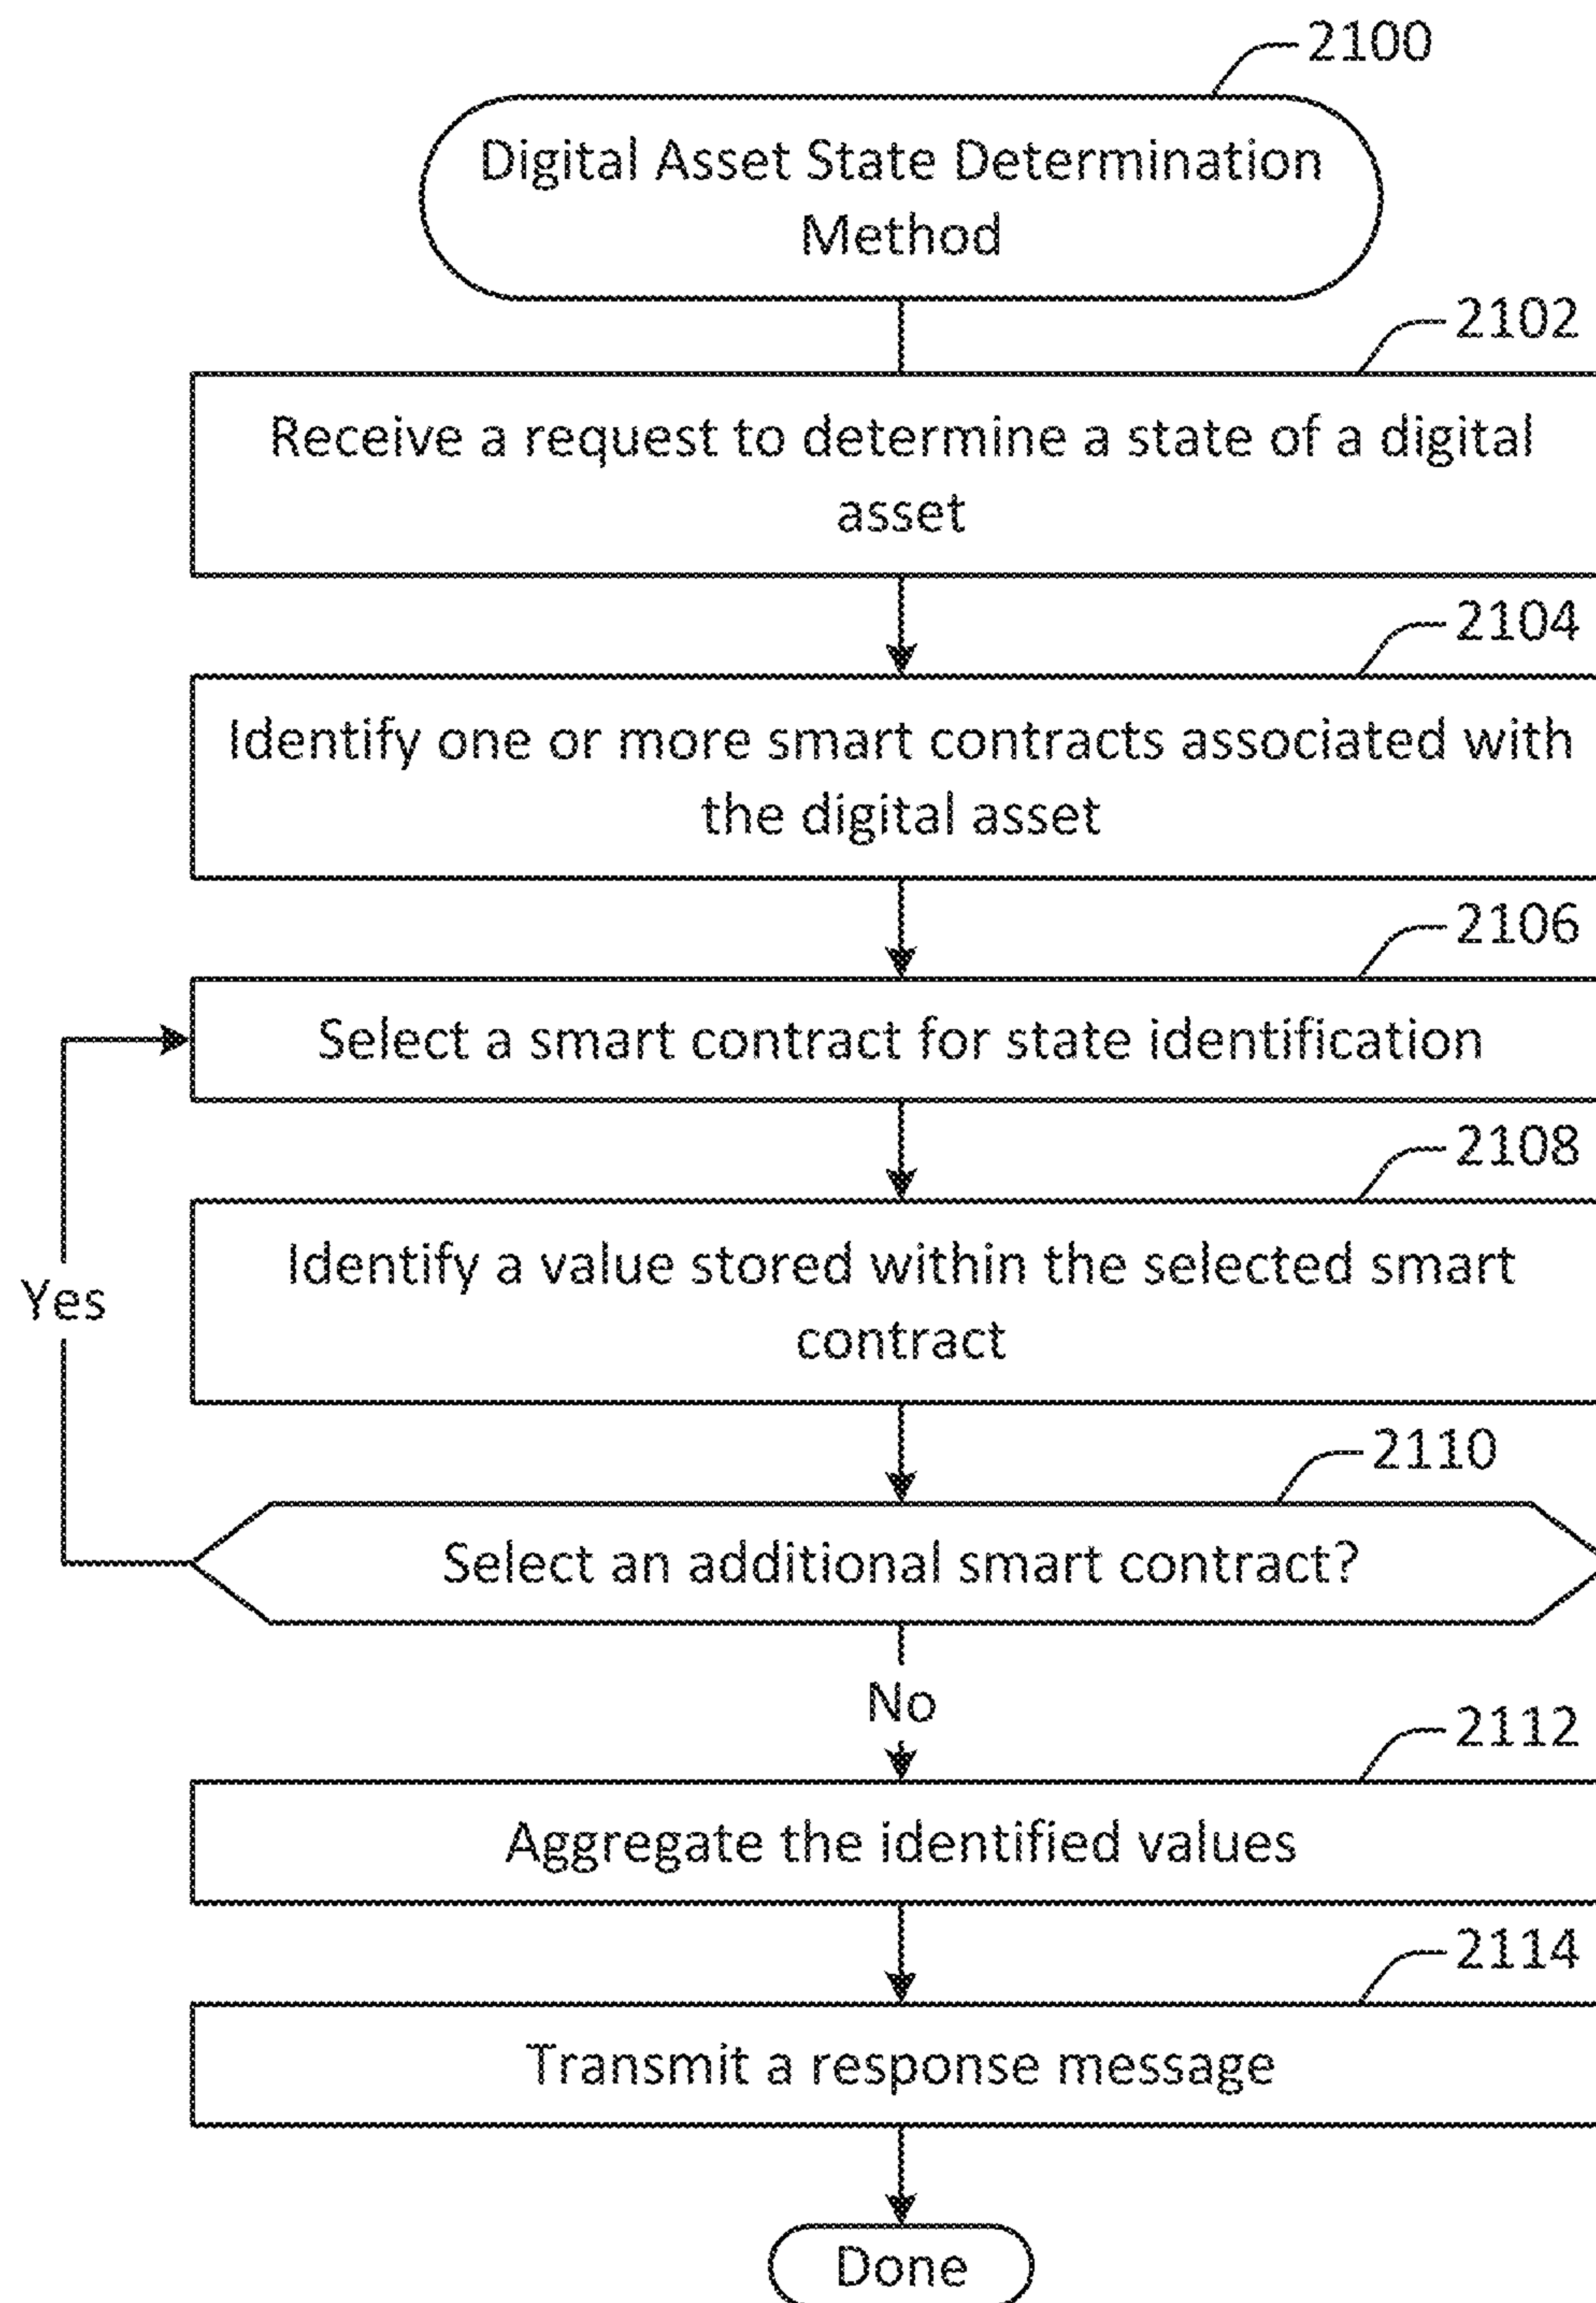 2100
Digital Asset State Determination
Method
2102
Receive a request to determine a state of a digital
asset
2104
Identify one or more smart contracts associated with
the digital asset
2106
Select a smart contract for state identification
2108
Identify a value stored within the selected smart
contract
Yes
2110
Select an additional smart contract?
No
2112
Aggregate the identified values
2114
Transmit a response message
Done